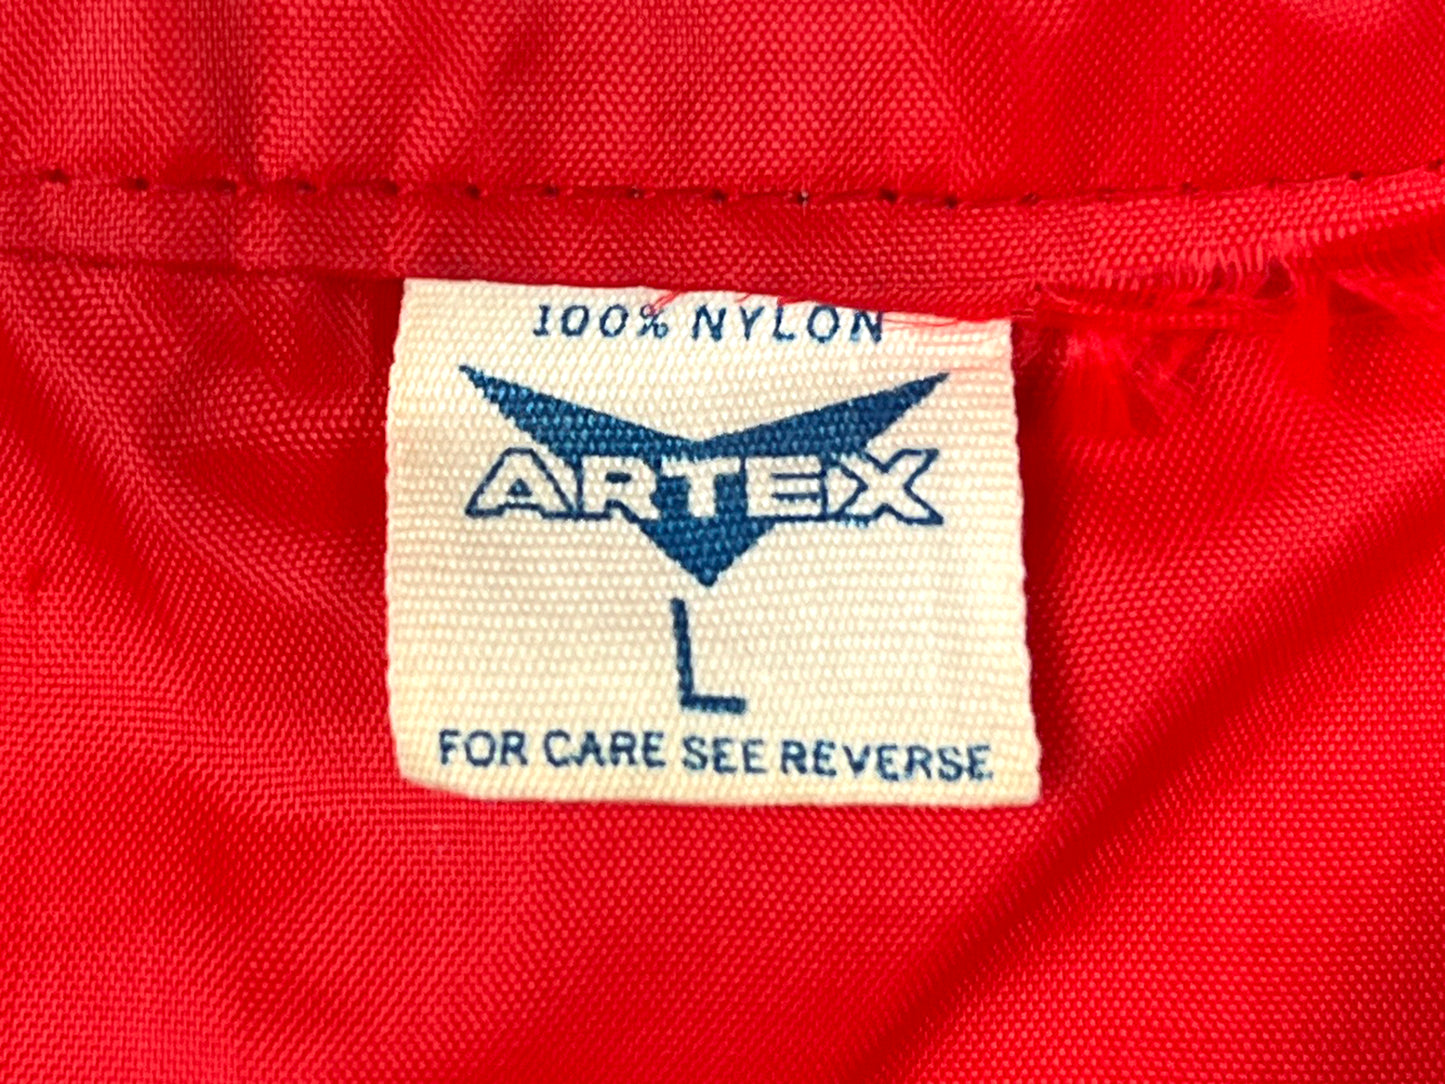 100% NYLON
ARTEX
L
FOR CARE SEE REVERSE